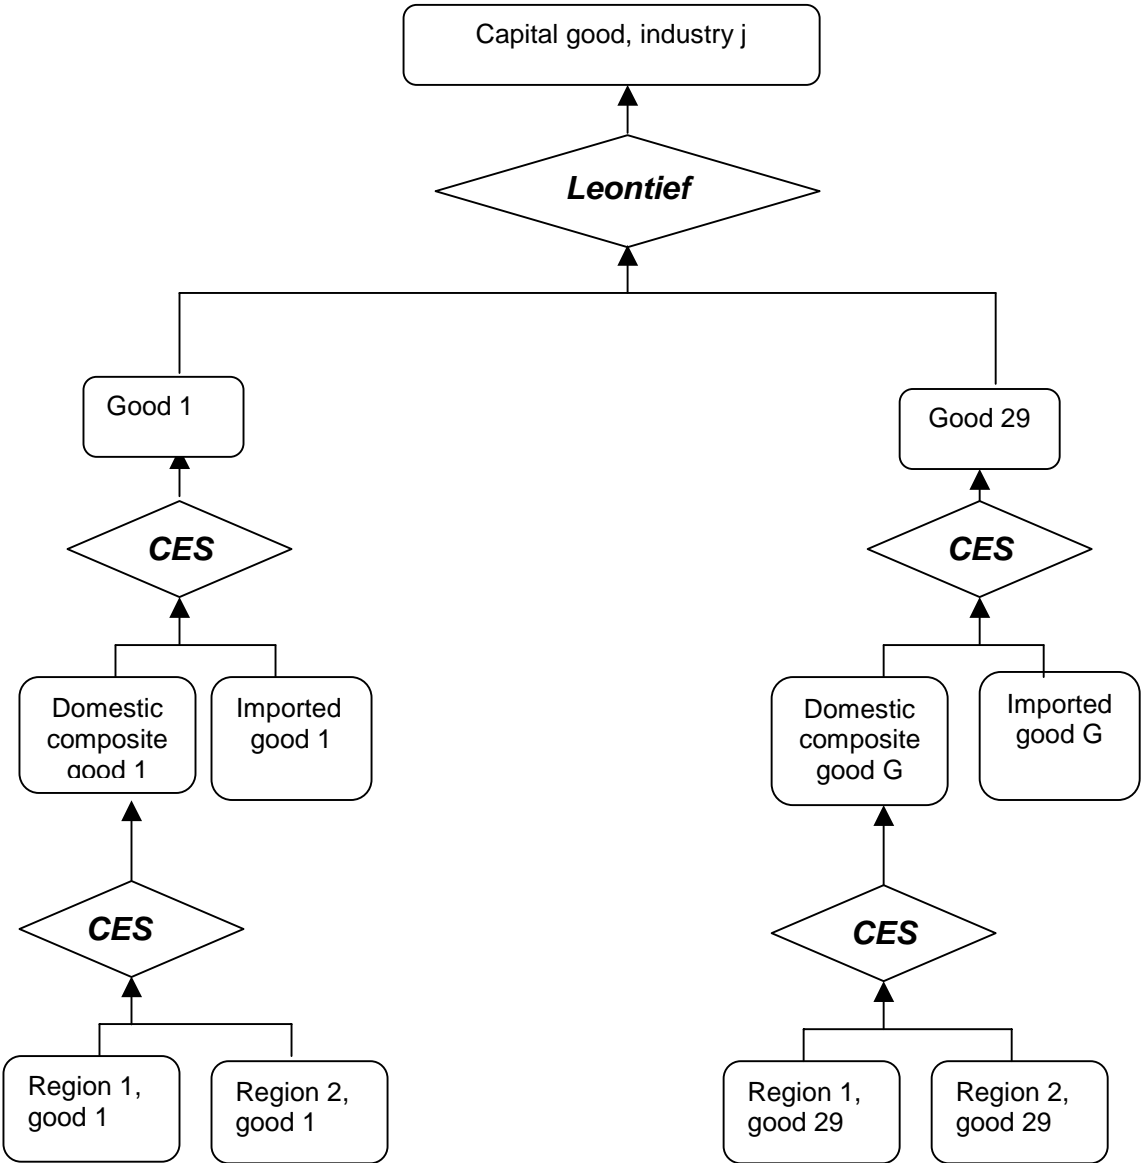 Capital good, industry j
Leontief
Good 1
Good 29
CES
CES
Domestic
composite
good 1
Imported
good 1
Domestic
composite
good G
Imported
good G
CES
CES
Region 1,
good 1
Region 2,
good 1
Region 1,
good 29
Region 2,
good 29